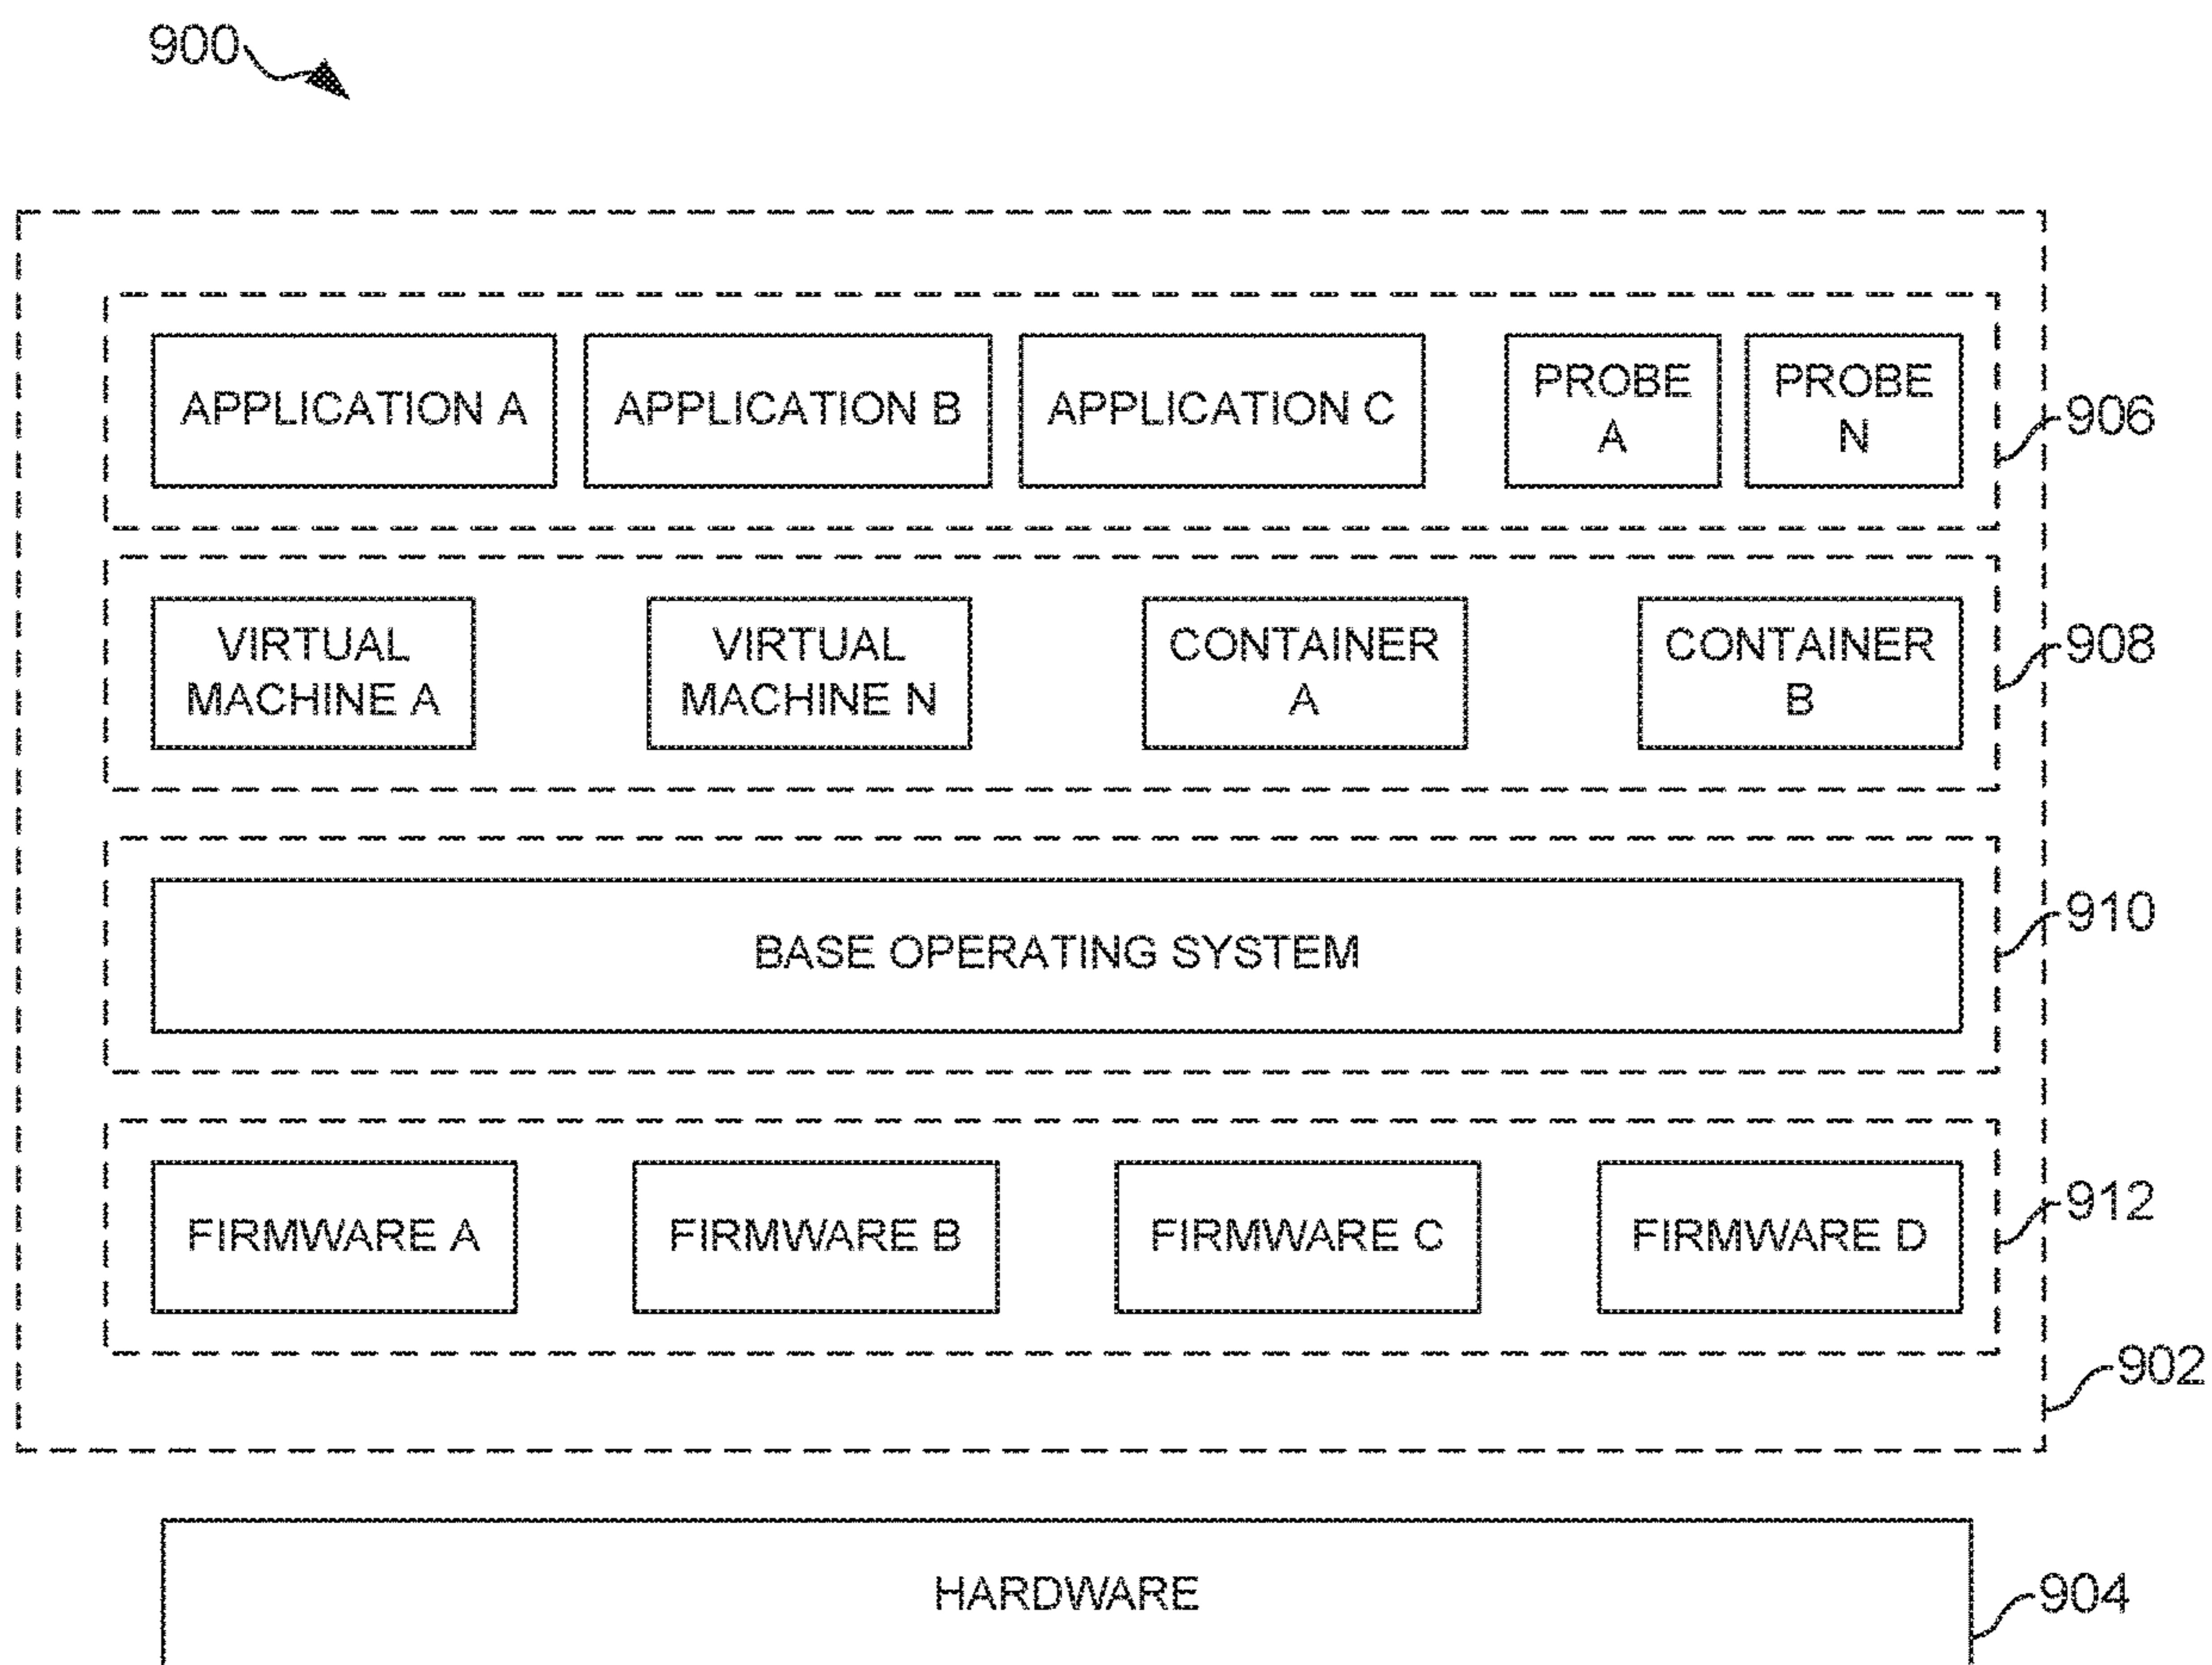 900
APPLICATION A
APPLICATION B
APPLICATION C
PROBE
A
PROBE
N
906
VIRTUAL
MACHINE A
VIRTUAL
MACHINE N
CONTAINER
A
CONTAINER
B
908
BASE OPERATING SYSTEM
910
FIRMWARE A
FIRMWARE B
FIRMWARE C
FIRMWARE D
912
902
HARDWARE
904